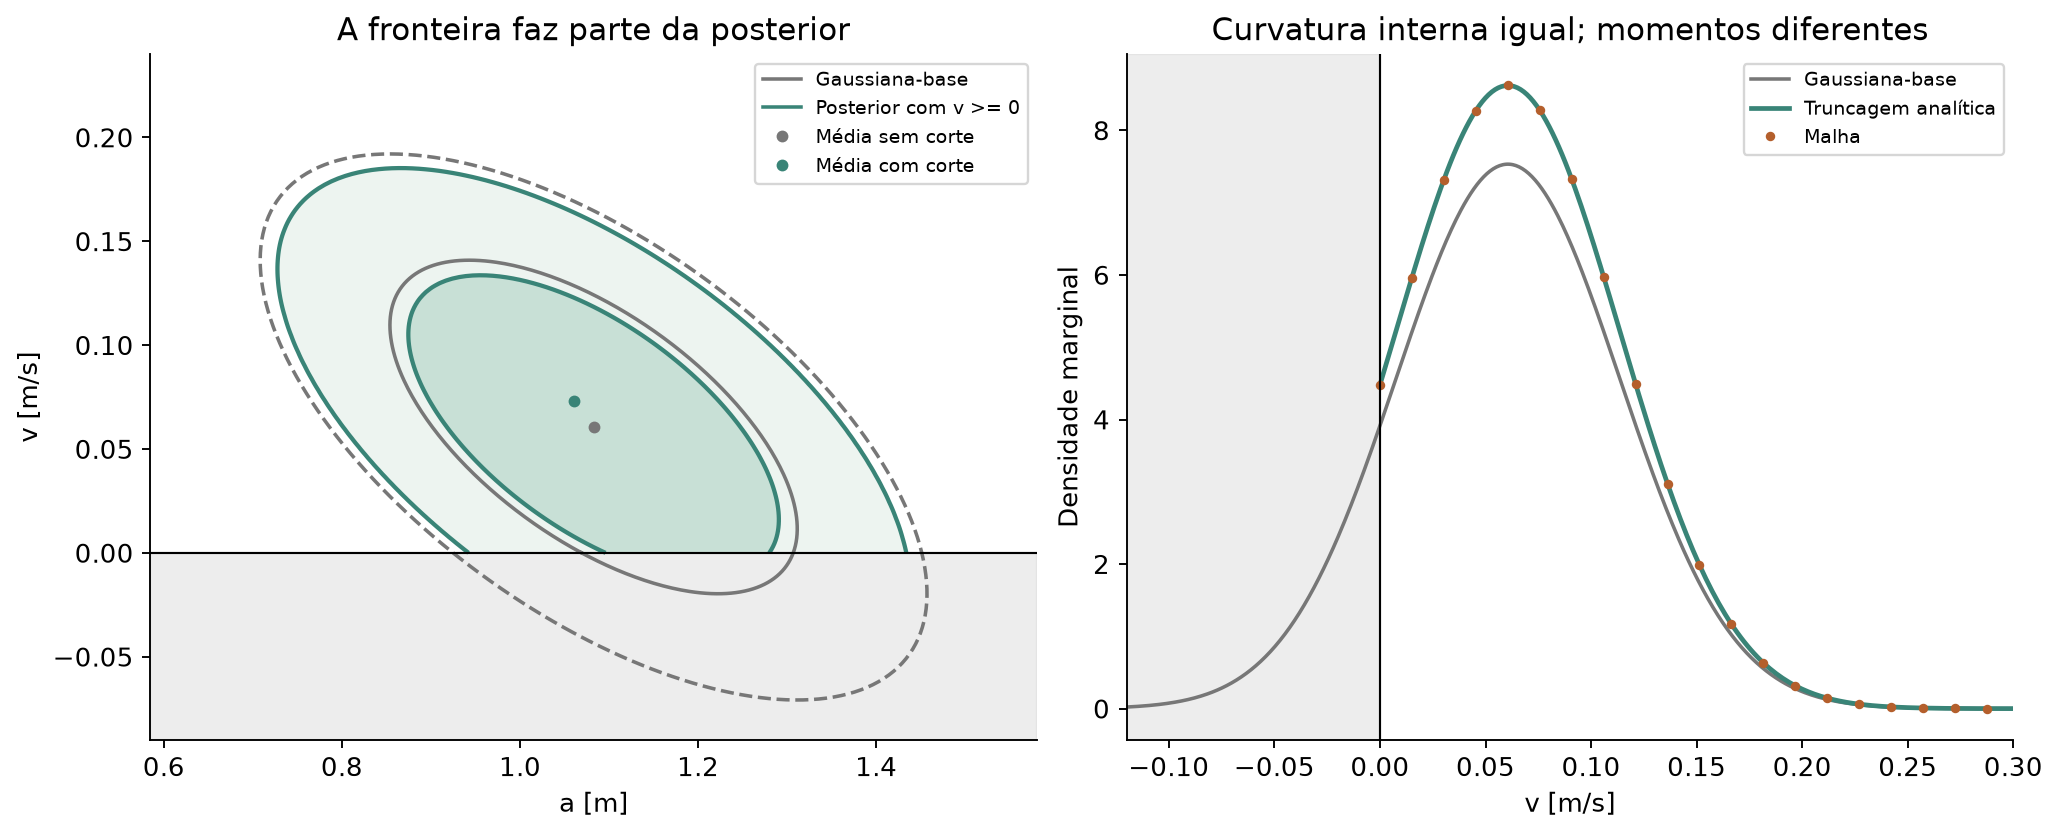 A fronteira faz parte da posterior
Gaussiana-base
Posterior com v >= 0
Média sem corte
Média com corte
v [m/s]
0.20
0.15
0.10
0.05
0.00
−0.05
0.6
0.8
1.0
1.2
1.4
a [m]
Curvatura interna igual; momentos diferentes
Gaussiana-base
Truncagem analítica
Malha
Densidade marginal
8
6
4
2
0
−0.10
−0.05
0.00
0.05
0.10
0.15
0.20
0.25
0.30
v [m/s]